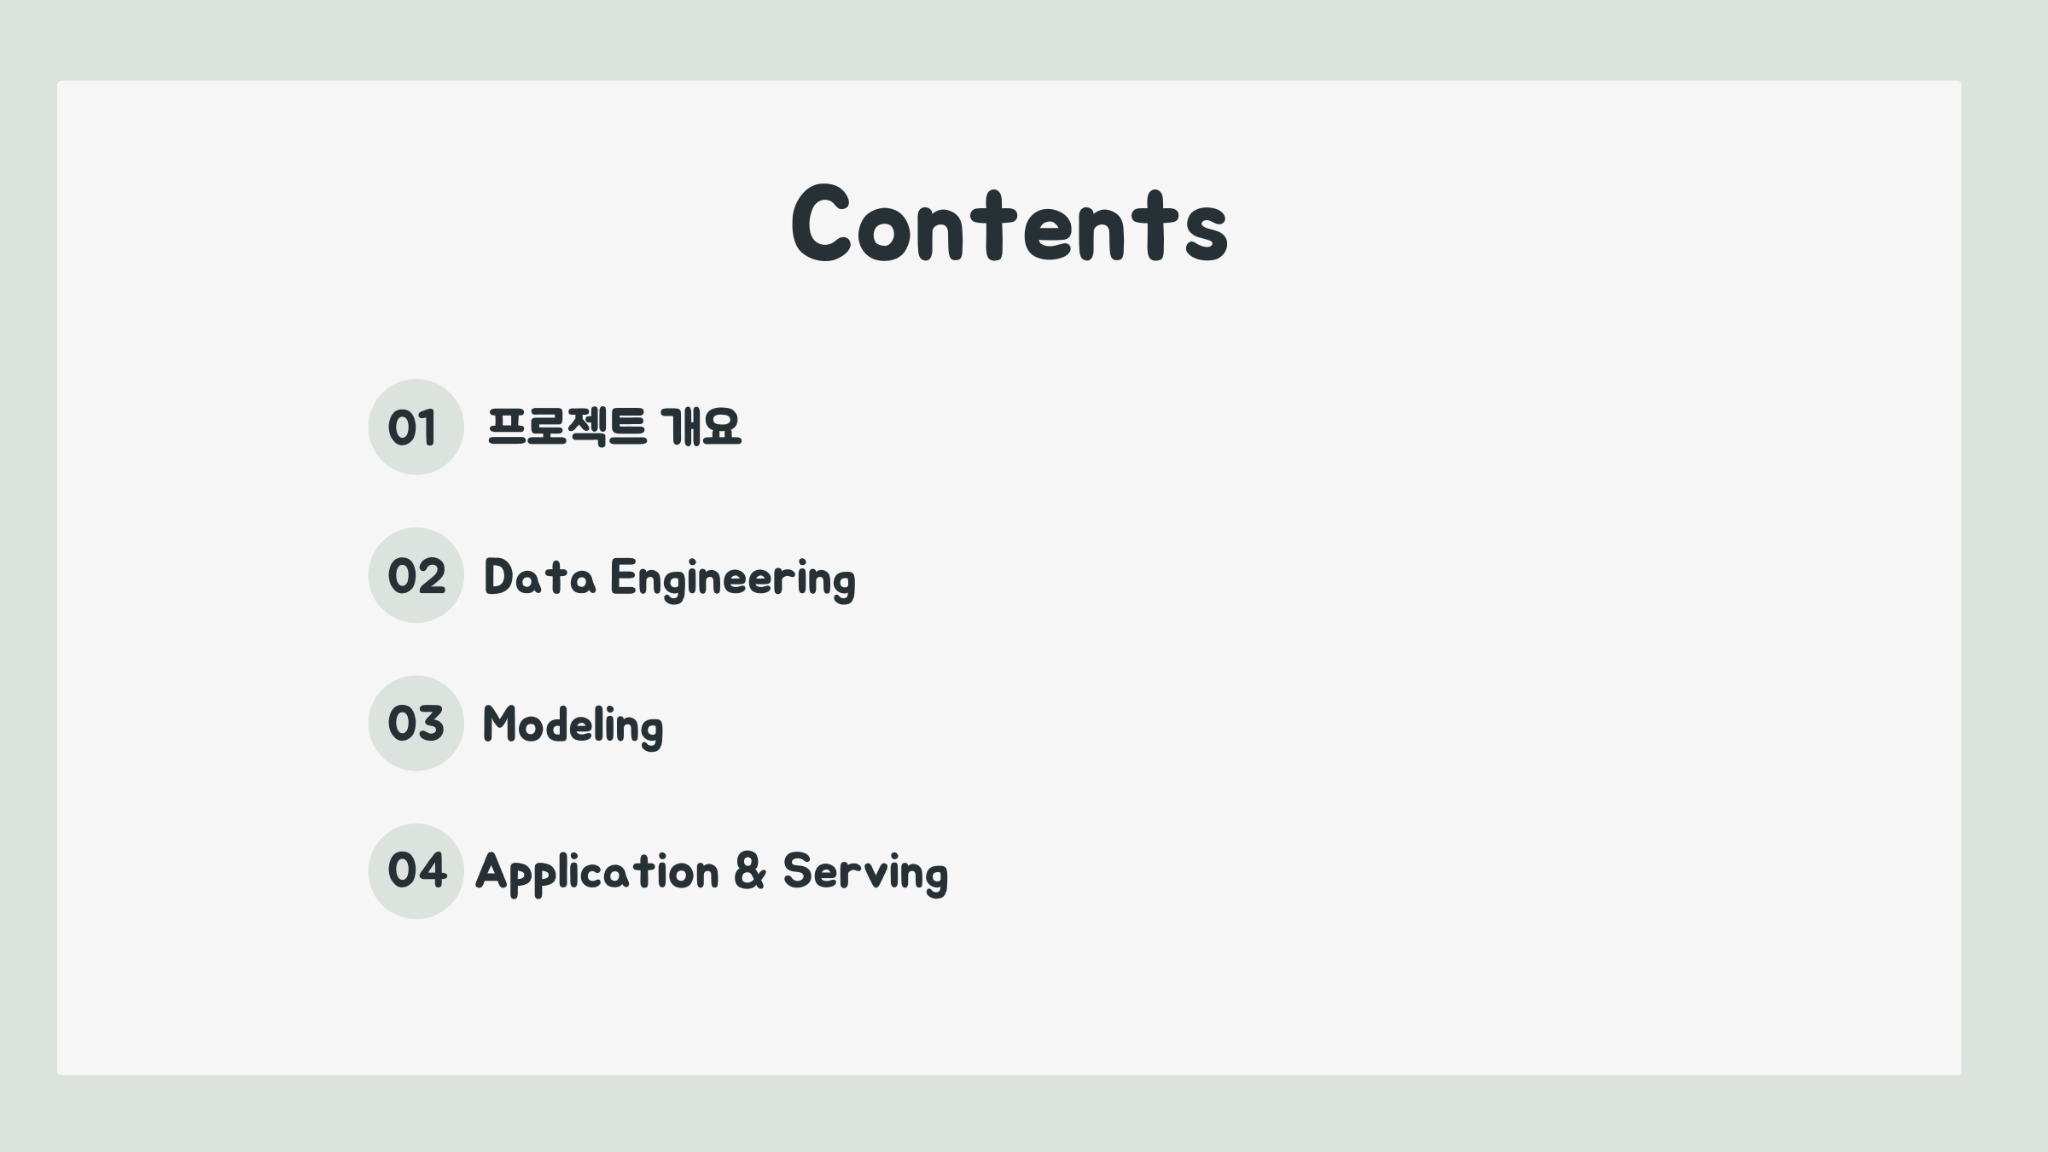 Contents
01 프로젝트 개요
02 Data Engineering
03 Modeling
04 Application & Serving